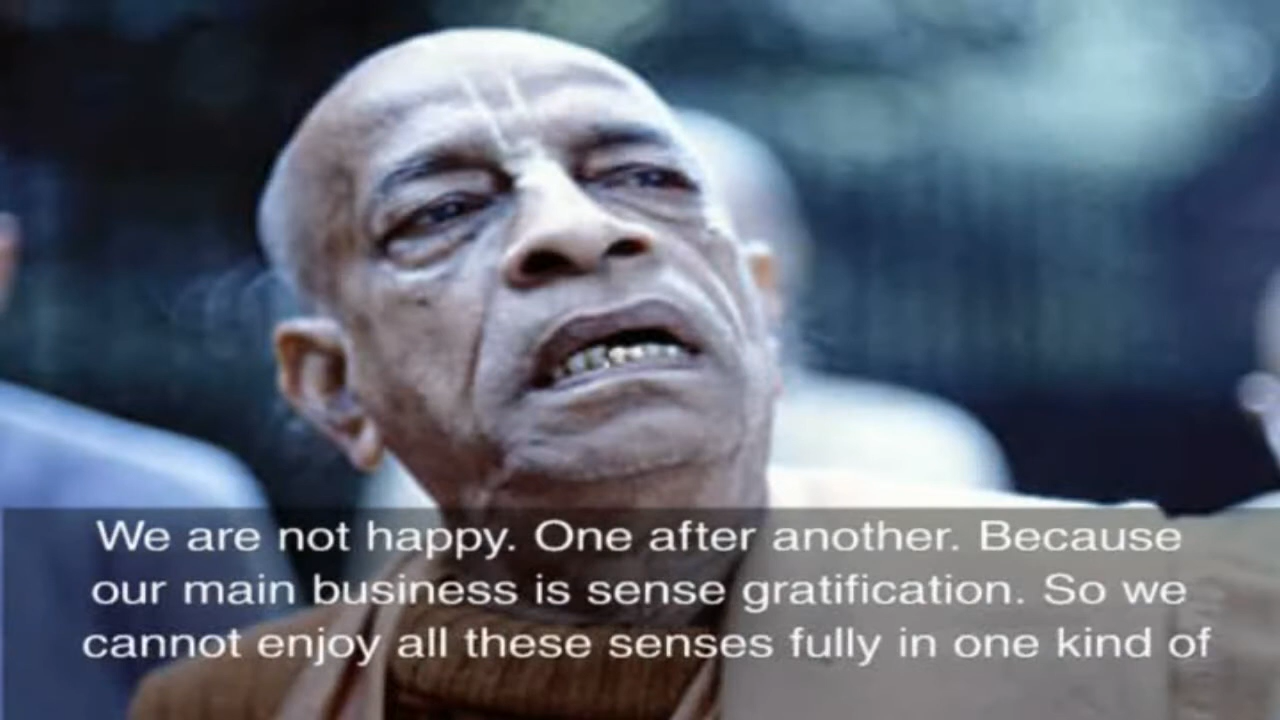 We are not happy. One after another. Because
our main business is sense gratification. So we
cannot enjoy all these senses fully in one kind of